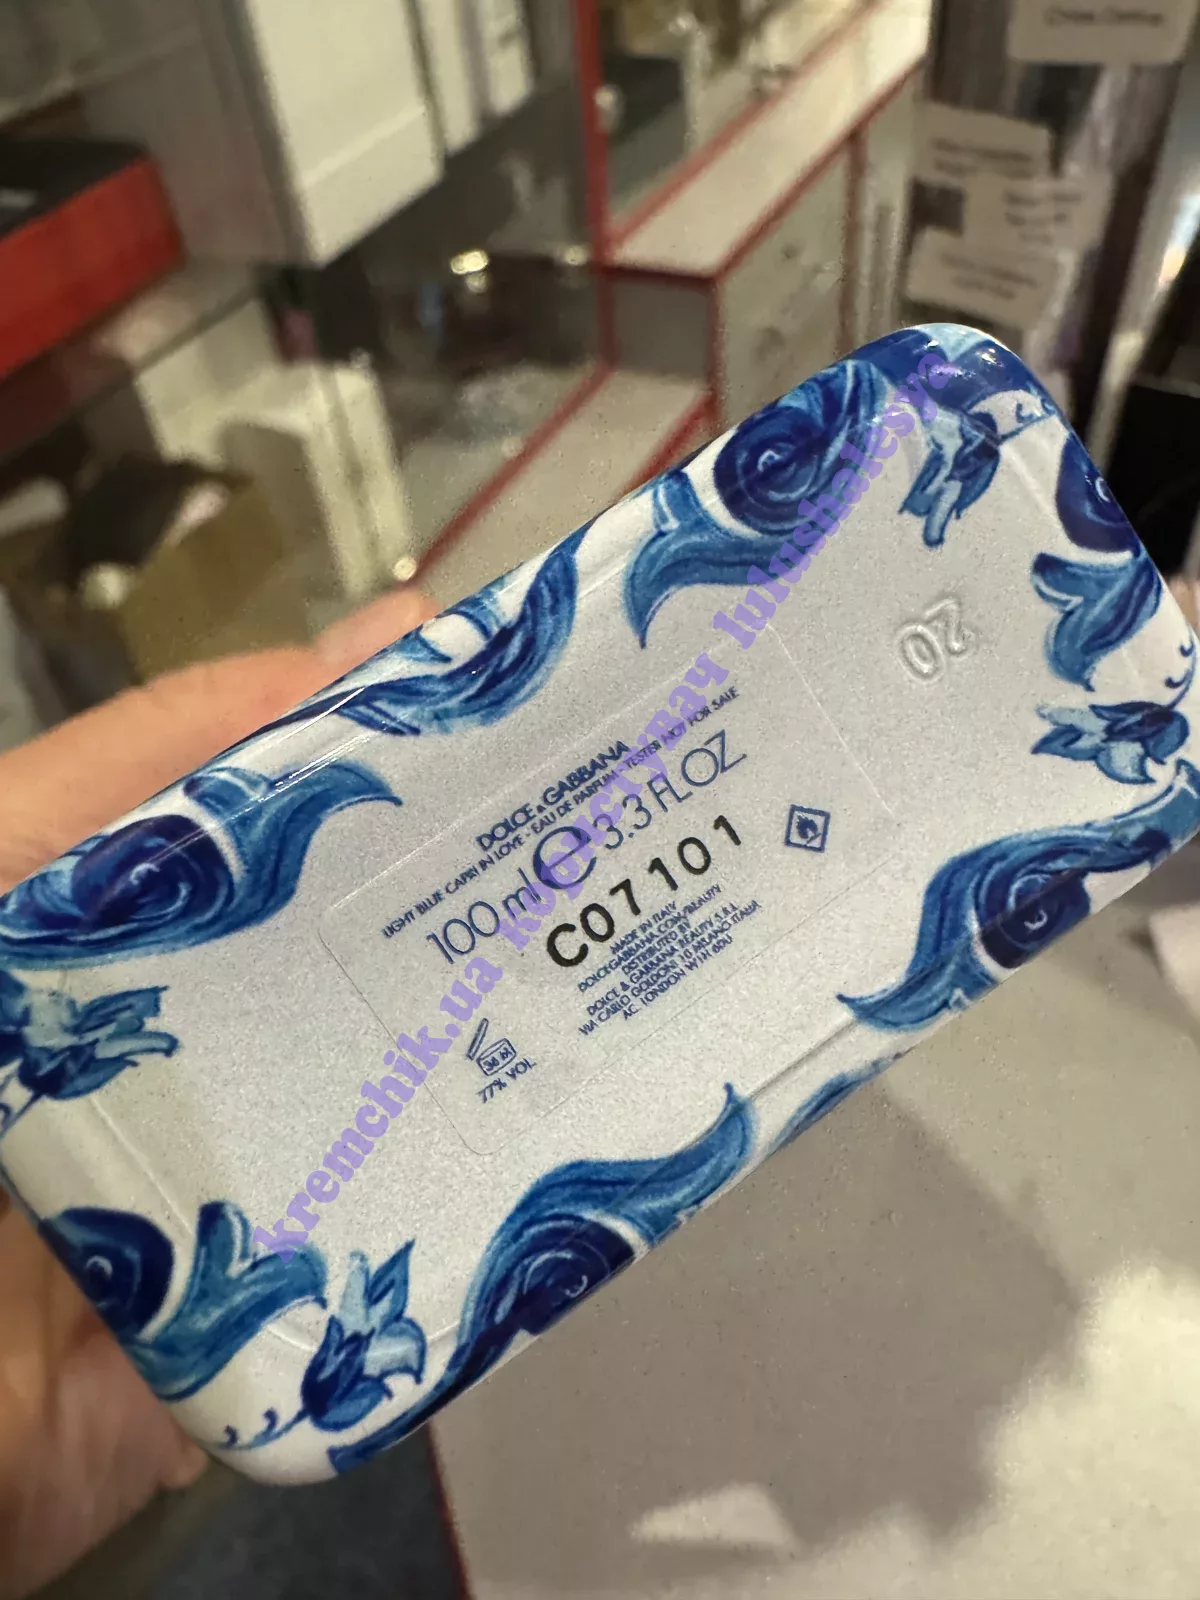 DOLCE & GABBANA
LIGHT BLUE CAPRI IN LOVE - EAU DE PARFUM - TESTER NOT FOR SALE
100 ml e 3.3 FL OZ
C07101
MADE IN ITALY
DOLCEGABBANA.COM/BEAUTY
DISTRIBUTED BY
DOLCE & GABBANA BEAUTY S.R.L.
VIA CARLO GOLDONI 10 MILANO, ITALIA
AC. LONDON W1H 6DU
36 M
77% VOL
20
kremchik.ua користувач lulushalesya